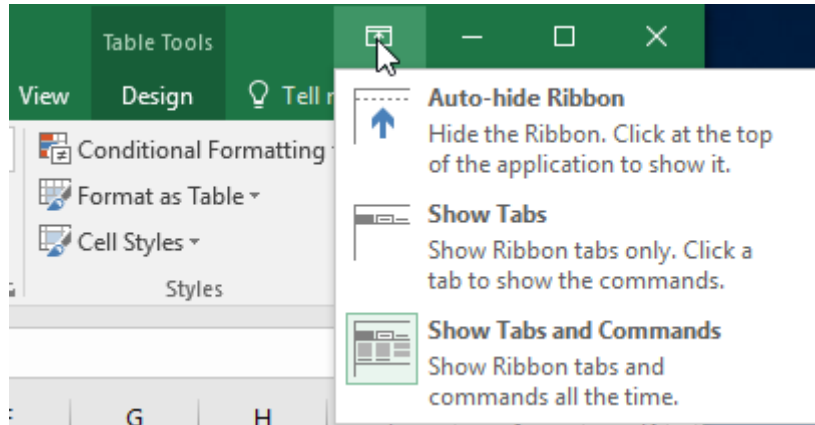 Table Tools
View Design Tell
Auto-hide Ribbon
Hide the Ribbon. Click at the top
of the application to show it.
Show Tabs
Show Ribbon tabs only. Click a
tab to show the commands.
Show Tabs and Commands
Show Ribbon tabs and
commands all the time.
Conditional Formatting
Format as Table
Cell Styles
Styles
G H